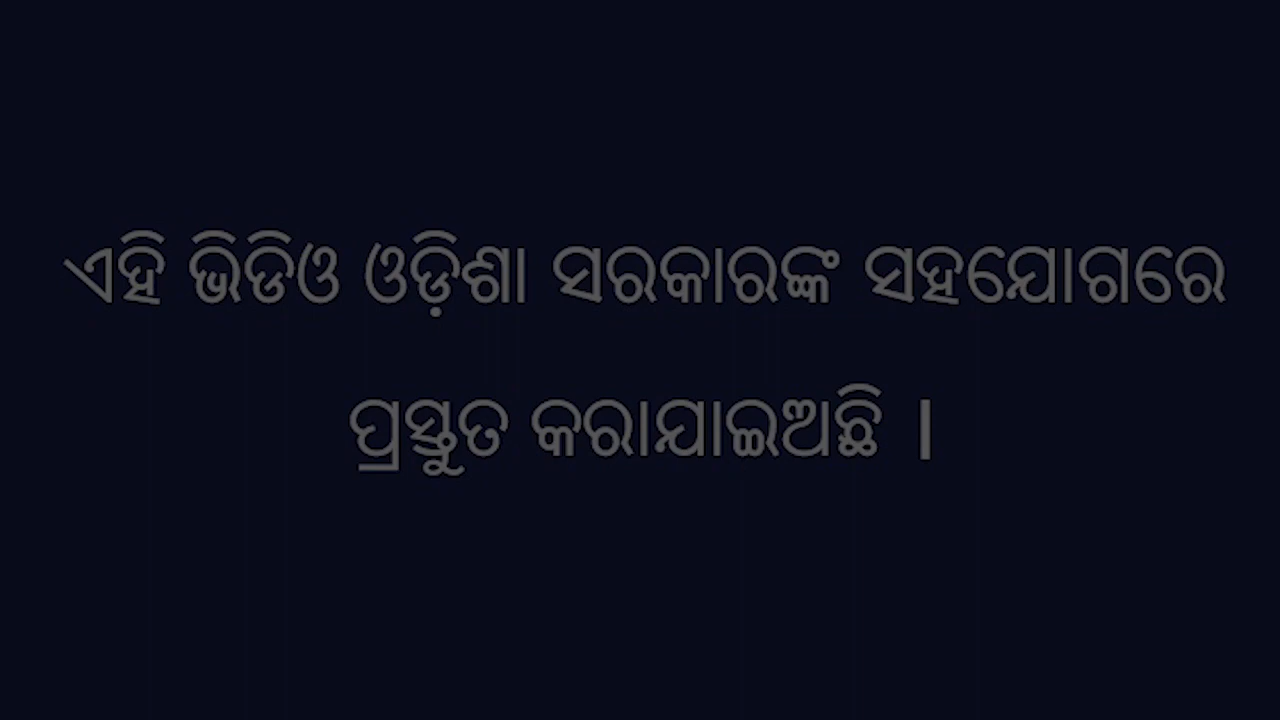 ଏହି ଭିଡିଓ ଓଡ଼ିଶା ସରକାରଙ୍କ ସହଯୋଗରେ
ପ୍ରସ୍ତୁତ କରାଯାଇଅଛି ।